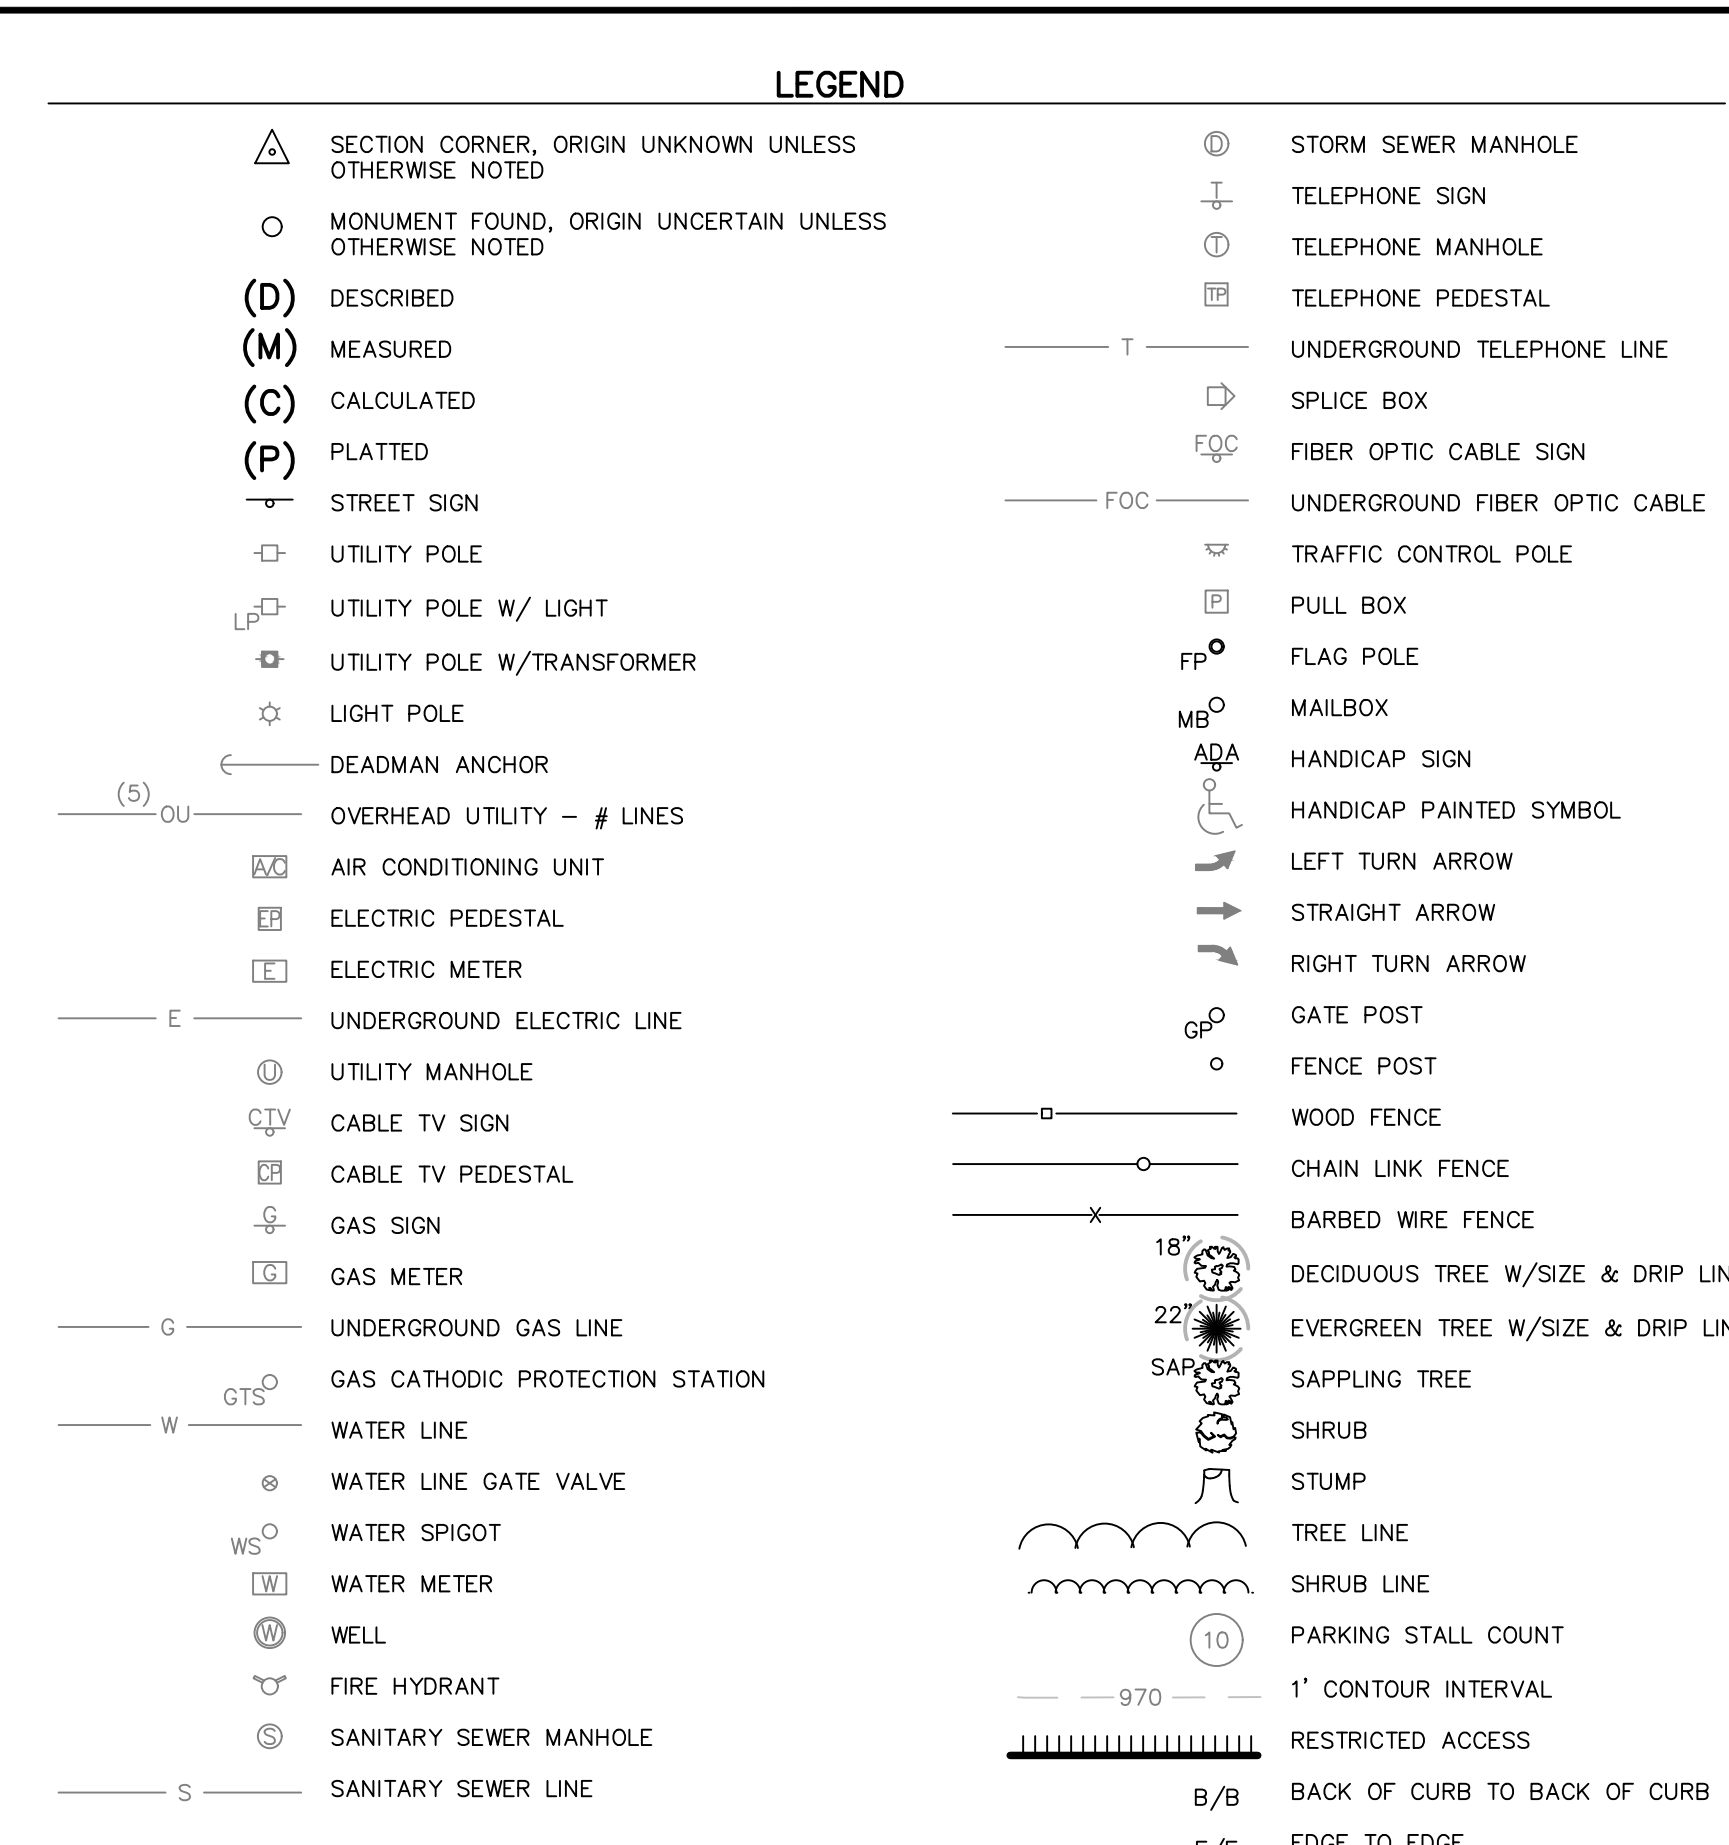 LEGEND
SECTION CORNER, ORIGIN UNKNOWN UNLESS
OTHERWISE NOTED
MONUMENT FOUND, ORIGIN UNCERTAIN UNLESS
OTHERWISE NOTED
(D) DESCRIBED
(M) MEASURED
(C) CALCULATED
(P) PLATTED
STREET SIGN
UTILITY POLE
LP UTILITY POLE W/ LIGHT
UTILITY POLE W/TRANSFORMER
LIGHT POLE
DEADMAN ANCHOR
(5)
OU OVERHEAD UTILITY – # LINES
A/C AIR CONDITIONING UNIT
EP ELECTRIC PEDESTAL
E ELECTRIC METER
E UNDERGROUND ELECTRIC LINE
U UTILITY MANHOLE
CTV CABLE TV SIGN
CP CABLE TV PEDESTAL
G GAS SIGN
G GAS METER
G UNDERGROUND GAS LINE
GTS GAS CATHODIC PROTECTION STATION
W WATER LINE
WATER LINE GATE VALVE
WS WATER SPIGOT
W WATER METER
W WELL
FIRE HYDRANT
S SANITARY SEWER MANHOLE
S SANITARY SEWER LINE
D STORM SEWER MANHOLE
T TELEPHONE SIGN
T TELEPHONE MANHOLE
TP TELEPHONE PEDESTAL
T UNDERGROUND TELEPHONE LINE
SPLICE BOX
FOC FIBER OPTIC CABLE SIGN
FOC UNDERGROUND FIBER OPTIC CABLE
TRAFFIC CONTROL POLE
P PULL BOX
FP FLAG POLE
MB MAILBOX
ADA HANDICAP SIGN
HANDICAP PAINTED SYMBOL
LEFT TURN ARROW
STRAIGHT ARROW
RIGHT TURN ARROW
GP GATE POST
FENCE POST
WOOD FENCE
CHAIN LINK FENCE
X BARBED WIRE FENCE
18" DECIDUOUS TREE W/SIZE & DRIP
22" EVERGREEN TREE W/SIZE & DRIP
SAP SAPPLING TREE
SHRUB
STUMP
TREE LINE
SHRUB LINE
10 PARKING STALL COUNT
970 1' CONTOUR INTERVAL
RESTRICTED ACCESS
B/B BACK OF CURB TO BACK OF CURB
EDGE TO EDGE